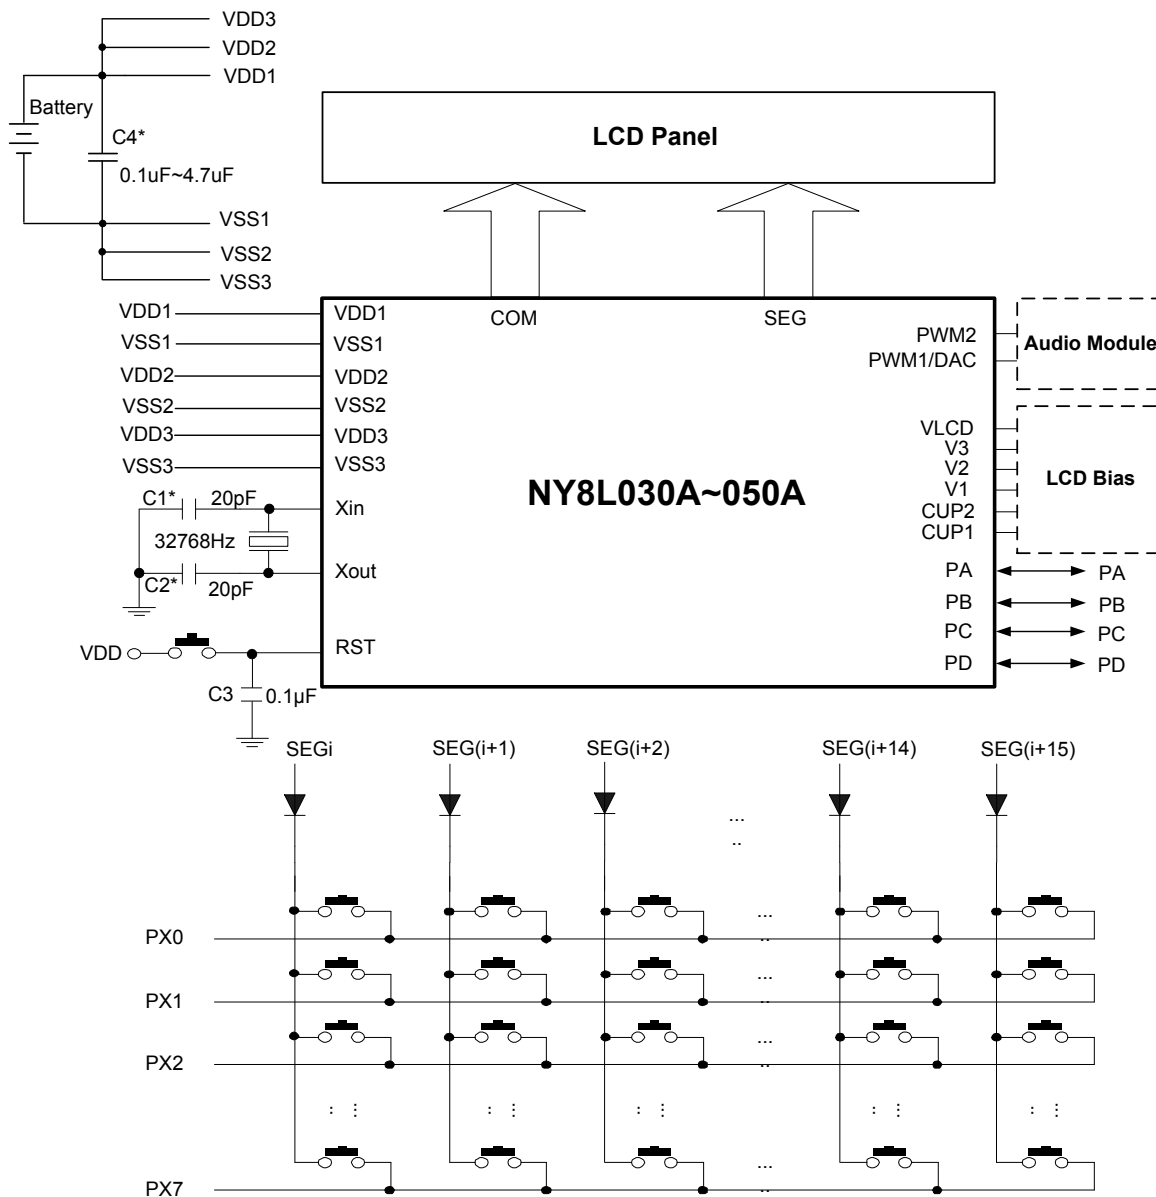 VDD3
VDD2
VDD1
Battery
C4*
0.1uF~4.7uF
VSS1
VSS2
VSS3
LCD Panel
VDD1 VDD1
COM SEG
VSS1 VSS1
VDD2 VDD2
VSS2 VSS2
VDD3 VDD3
VSS3 VSS3
PWM2
PWM1/DAC
Audio Module
VLCD
V3
V2
V1
CUP2
CUP1
LCD Bias
NY8L030A~050A
C1* 20pF Xin
32768Hz
C2* 20pF Xout
VDD RST
C3 0.1µF
PA PA
PB PB
PC PC
PD PD
SEGi SEG(i+1) SEG(i+2) SEG(i+14) SEG(i+15)
...
..
...
PX0 ..
...
PX1 ..
...
PX2 ..
: ⋮ : ⋮ : ⋮ : ⋮ : ⋮
...
PX7 ..